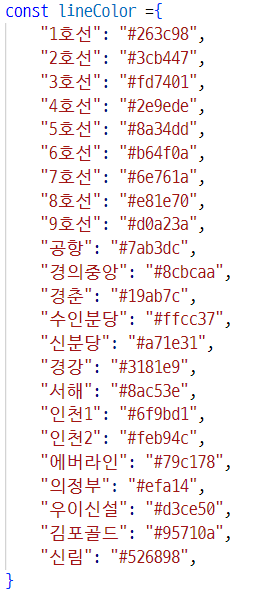 const lineColor ={
"1호선": "#263c98",
"2호선": "#3cb447",
"3호선": "#fd7401",
"4호선": "#2e9ede",
"5호선": "#8a34dd",
"6호선": "#b64f0a",
"7호선": "#6e761a",
"8호선": "#e81e70",
"9호선": "#d0a23a",
"공항": "#7ab3dc",
"경의중앙": "#8cbcaa",
"경춘": "#19ab7c",
"수인분당": "#ffcc37",
"신분당": "#a71e31",
"경강": "#3181e9",
"서해": "#8ac53e",
"인천1": "#6f9bd1",
"인천2": "#feb94c",
"에버라인": "#79c178",
"의정부": "#efa14",
"우이신설": "#d3ce50",
"김포골드": "#95710a",
"신림": "#526898",
}